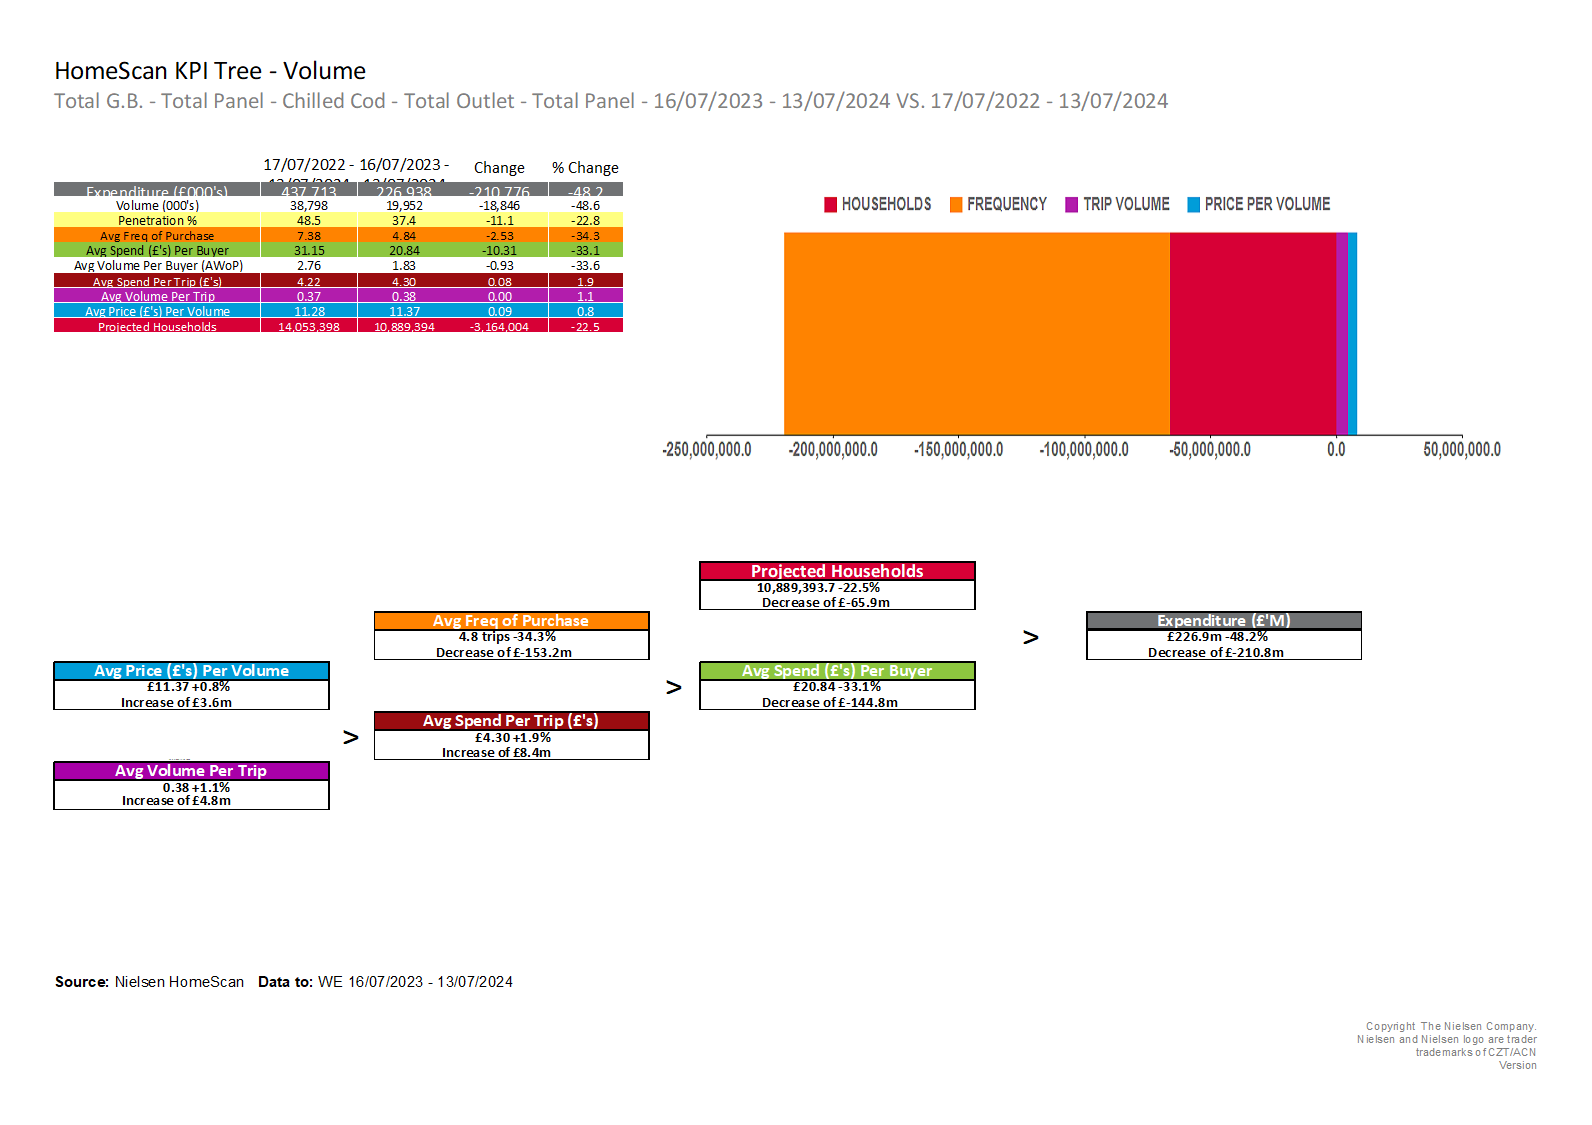 HomeScan KPI Tree - Volume
Total G.B. - Total Panel - Chilled Cod - Total Outlet - Total Panel - 16/07/2023 - 13/07/2024 VS. 17/07/2022 - 13/07/2024
17/07/2022 - 16/07/2023 - Change % Change
13/07/2024 13/07/2024
Expenditure (£000's) 437,713 226,938 -210,776 -48.2
Volume (000's) 38,798 19,952 -18,846 -48.6
Penetration % 48.5 37.4 -11.1 -22.8
Avg Freq of Purchase 7.38 4.84 -2.53 -34.3
Avg Spend (£'s) Per Buyer 31.15 20.84 -10.31 -33.1
Avg Volume Per Buyer (AWoP) 2.76 1.83 -0.93 -33.6
Avg Spend Per Trip (£'s) 4.22 4.30 0.08 1.9
Avg Volume Per Trip 0.37 0.38 0.00 1.1
Avg Price (£'s) Per Volume 11.28 11.37 0.09 0.8
Projected Households 14,053,398 10,889,394 -3,164,004 -22.5
HOUSEHOLDS FREQUENCY TRIP VOLUME PRICE PER VOLUME
-250,000,000.0 -200,000,000.0 -150,000,000.0 -100,000,000.0 -50,000,000.0 0.0 50,000,000.0
Projected Households
10,889,393.7 -22.5%
Decrease of £-65.9m
Avg Freq of Purchase
4.8 trips -34.3%
Decrease of £-153.2m
>
Expenditure (£'M)
£226.9m -48.2%
Decrease of £-210.8m
Avg Price (£'s) Per Volume
£11.37 +0.8%
Increase of £3.6m
>
Avg Spend (£'s) Per Buyer
£20.84 -33.1%
Decrease of £-144.8m
>
Avg Spend Per Trip (£'s)
£4.30 +1.9%
Increase of £8.4m
Avg Volume Per Trip
0.38 +1.1%
Increase of £4.8m
Source: Nielsen HomeScan Data to: WE 16/07/2023 - 13/07/2024
Copyright The Nielsen Company.
Nielsen and Nielsen logo are trader
trademarks of CZT/ACN
Version